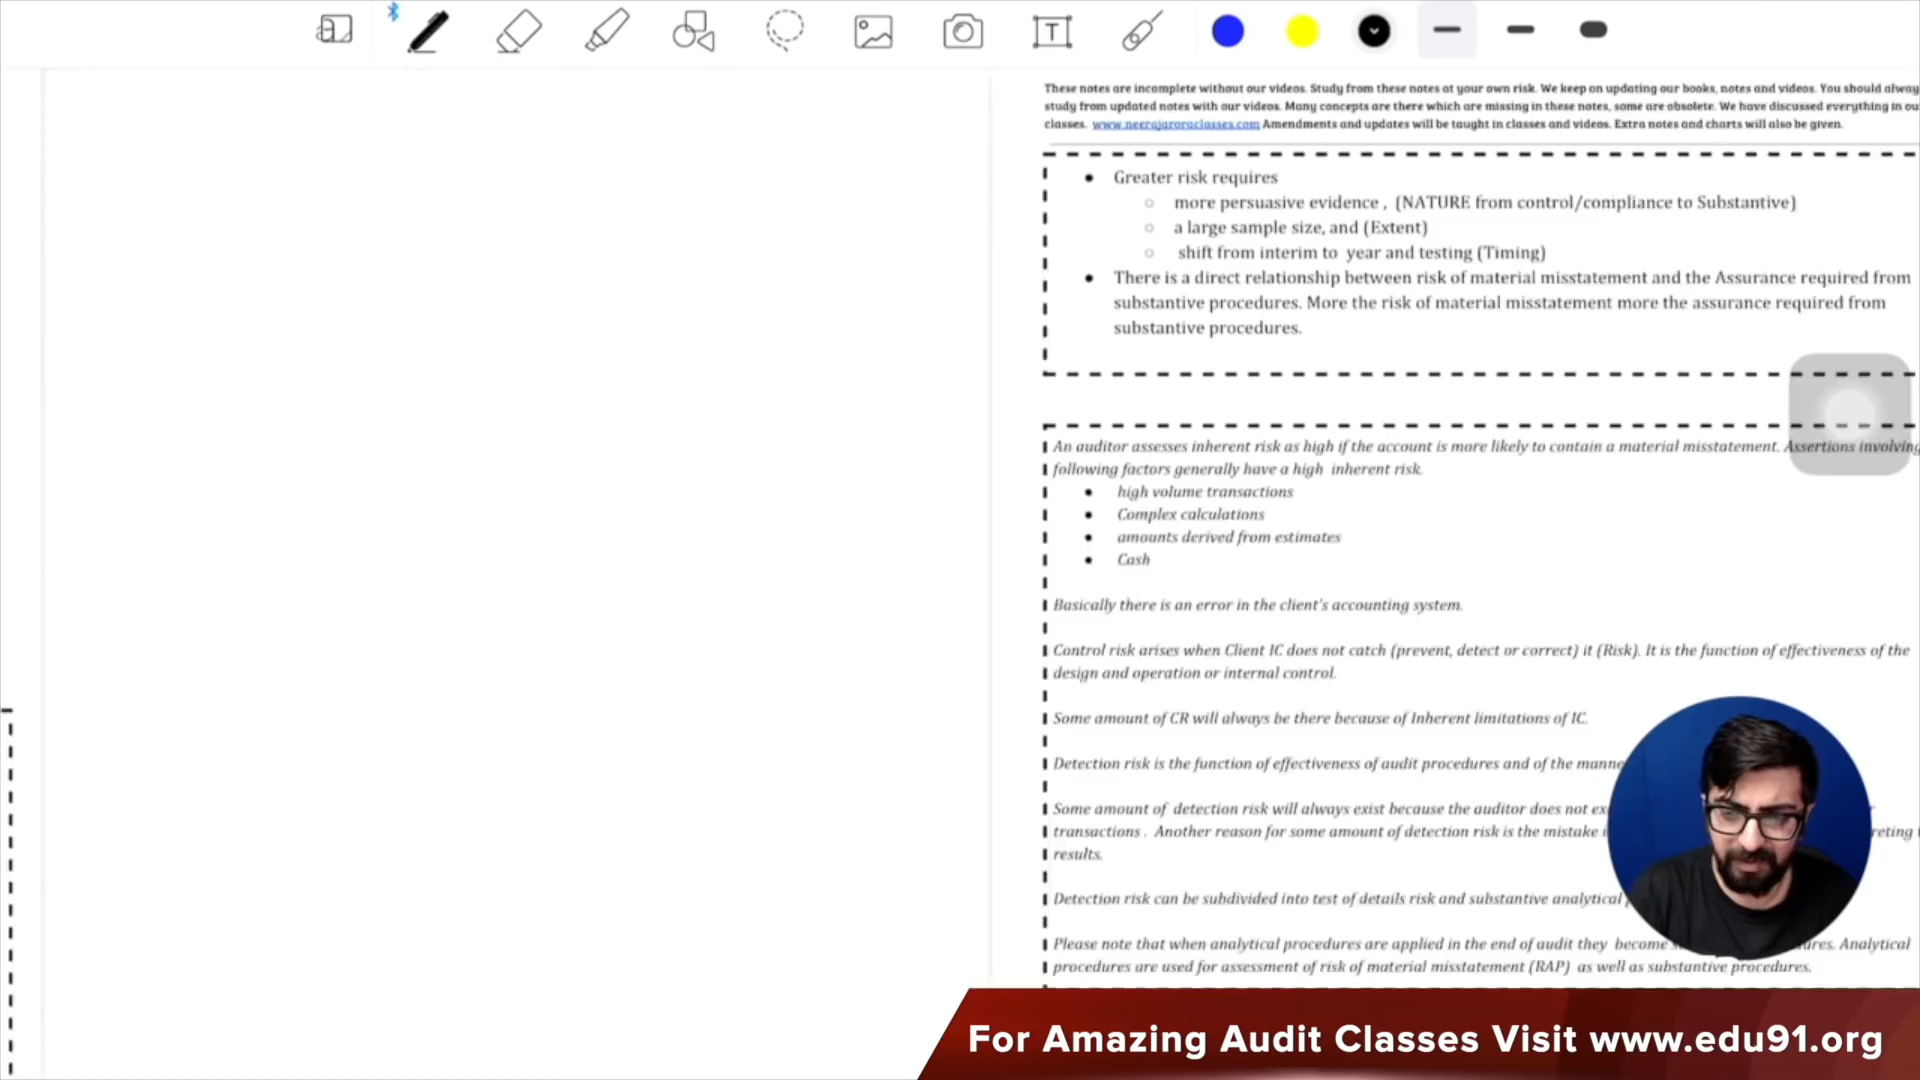 These notes are incomplete without our videos. Study from these notes at your own risk. We keep on updating our books, notes and videos. You should
study from updated notes with our videos. Many concepts are there which are missing in these notes, some are obsolete. We have discussed everything in
classes. www.neerajaroraclasses.com Amendments and updates will be taught in classes and videos. Extra notes and charts will also be given.
• Greater risk requires
○ more persuasive evidence , (NATURE from control/compliance to Substantive)
○ a large sample size, and (Extent)
○ shift from interim to year and testing (Timing)
• There is a direct relationship between risk of material misstatement and the Assurance required from
substantive procedures. More the risk of material misstatement more the assurance required from
substantive procedures.
An auditor assesses inherent risk as high if the account is more likely to contain a material misstatement. Assertions involving
following factors generally have a high inherent risk.
• high volume transactions
• Complex calculations
• amounts derived from estimates
• Cash
Basically there is an error in the client's accounting system.
Control risk arises when Client IC does not catch (prevent, detect or correct) it (Risk). It is the function of effectiveness of the
design and operation or internal control.
Some amount of CR will always be there because of Inherent limitations of IC.
Detection risk is the function of effectiveness of audit procedures and of the
Some amount of detection risk will always exist because the auditor does not
transactions . Another reason for some amount of detection risk is the mistake
results.
Detection risk can be subdivided into test of details risk and substantive analytical
Please note that when analytical procedures are applied in the end of audit they become Analytical
procedures are used for assessment of risk of material misstatement (RAP) as well as substantive procedures.
For Amazing Audit Classes Visit www.edu91.org